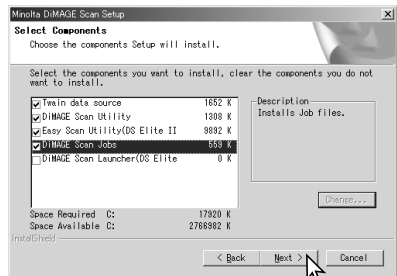 Minolta DiMAGE Scan Setup
Select Components
Choose the components Setup will install.
Select the components you want to install, clear the components you do not
want to install.
Twain data source 1652 K
DiMAGE Scan Utility 1308 K
Easy Scan Utility(DS Elite II 9892 K
DiMAGE Scan Jobs 559 K
DiMAGE Scan Launcher(DS Elite 0 K
Description
Installs Job files.
Change...
Space Required C: 17920 K
Space Available C: 2766982 K
InstallShield
< Back
Next >
Cancel